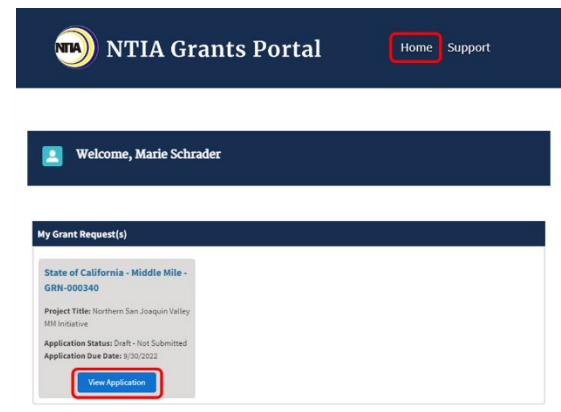 NTIA
NTIA Grants Portal
Home Support
Welcome, Marie Schrader
My Grant Request(s)
State of California - Middle Mile -
GRN-000340
Project Title: Northern San Joaquin Valley
MM Initiative
Application Status: Draft - Not Submitted
Application Due Date: 9/30/2022
View Application